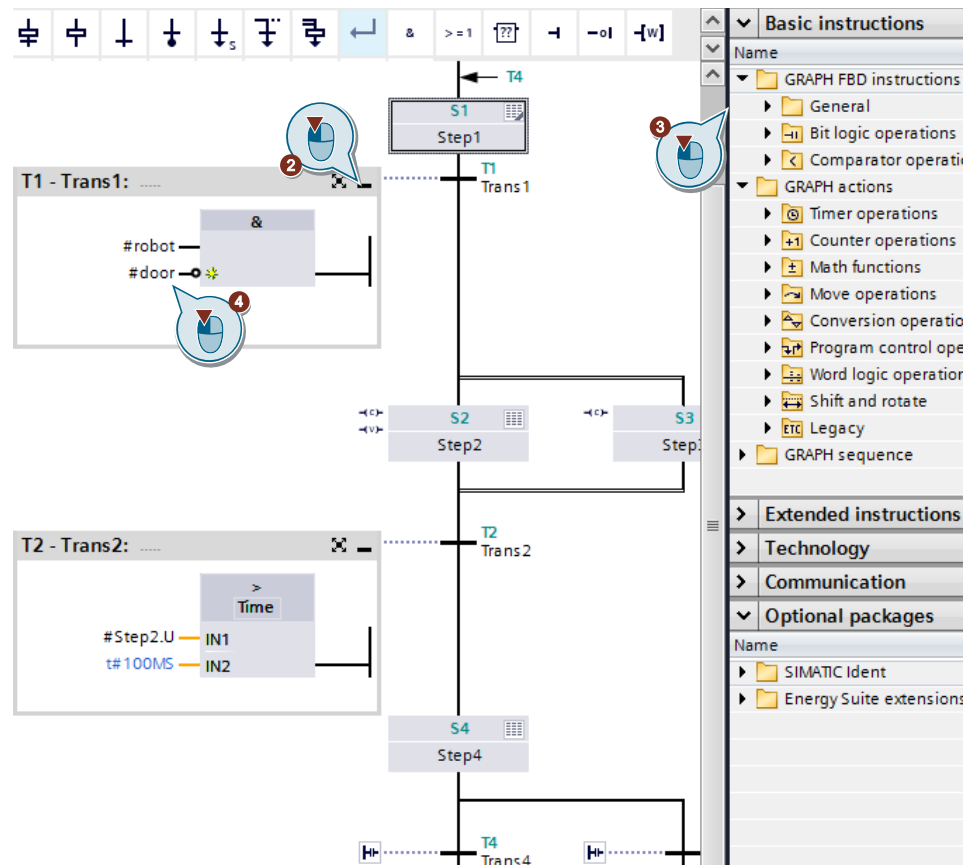 S
&
>=1
??
[W]
T4
S1
Step1
T1
Trans1
2
T1 - Trans1: .....
&
#robot
#door
4
(c)
(v)
S2
Step2
(c)
S3
Step3
T2
Trans2
T2 - Trans2: .....
>
Time
#Step2.U
IN1
t#100MS
IN2
S4
Step4
T4
Trans4
3
Basic instructions
Name
GRAPH FBD instructions
General
Bit logic operations
Comparator operatio
GRAPH actions
Timer operations
+1 Counter operations
± Math functions
Move operations
Conversion operatio
Program control ope
Word logic operation
Shift and rotate
ETC Legacy
GRAPH sequence
Extended instructions
Technology
Communication
Optional packages
Name
SIMATIC Ident
Energy Suite extensions